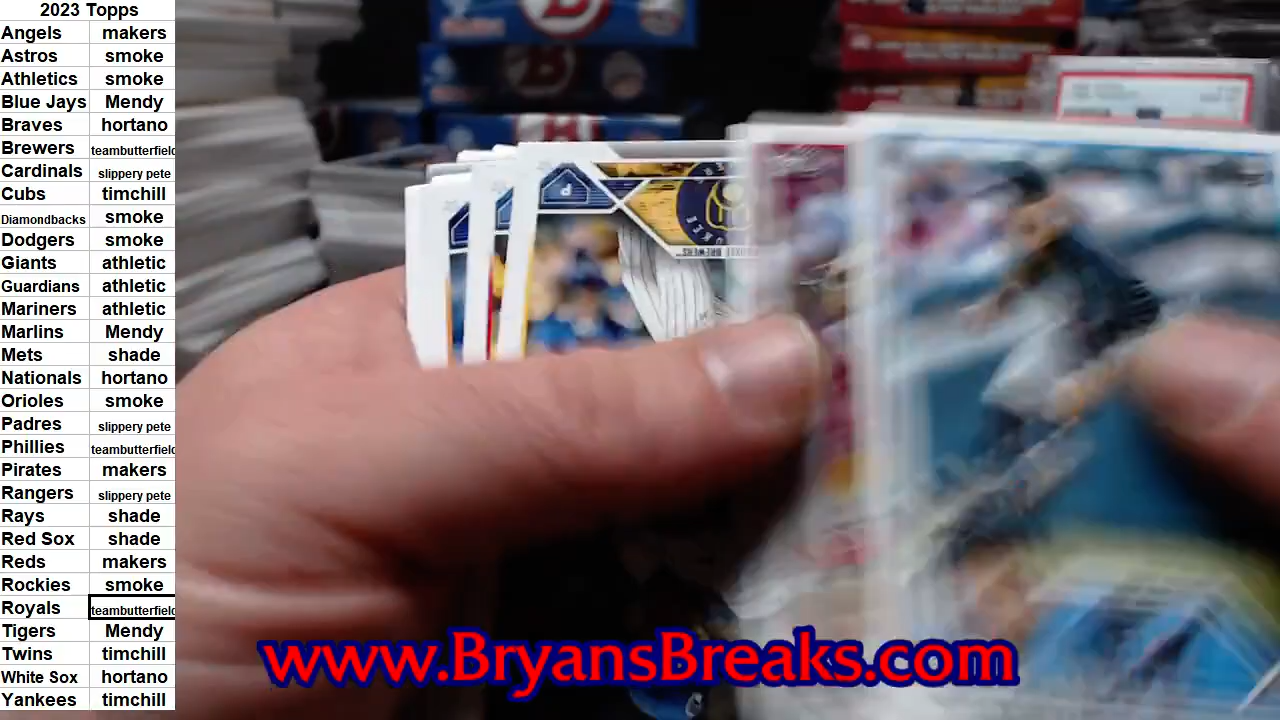 2023 Topps
Angels makers
Astros smoke
Athletics smoke
Blue Jays Mendy
Braves hortano
Brewers teambutterfield
Cardinals slippery pete
Cubs timchill
Diamondbacks smoke
Dodgers smoke
Giants athletic
Guardians athletic
Mariners athletic
Marlins Mendy
Mets shade
Nationals hortano
Orioles smoke
Padres slippery pete
Phillies teambutterfield
Pirates makers
Rangers slippery pete
Rays shade
Red Sox shade
Reds makers
Rockies smoke
Royals teambutterfield
Tigers Mendy
Twins timchill
White Sox hortano
Yankees timchill
P
BREWERS
www.BryansBreaks.com